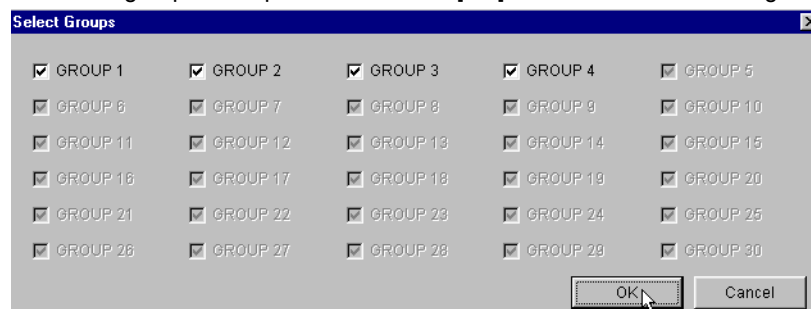 Select Groups
GROUP 1 GROUP 2 GROUP 3 GROUP 4 GROUP 5
GROUP 6 GROUP 7 GROUP 8 GROUP 9 GROUP 10
GROUP 11 GROUP 12 GROUP 13 GROUP 14 GROUP 15
GROUP 16 GROUP 17 GROUP 18 GROUP 19 GROUP 20
GROUP 21 GROUP 22 GROUP 23 GROUP 24 GROUP 25
GROUP 26 GROUP 27 GROUP 28 GROUP 29 GROUP 30
OK Cancel